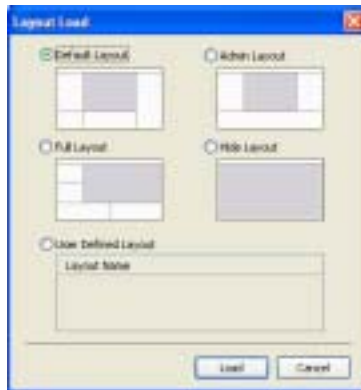 Layout Load
Default Layout
Admin Layout
Full Layout
Hide Layout
User Defined Layout
Layout Name
Load
Cancel